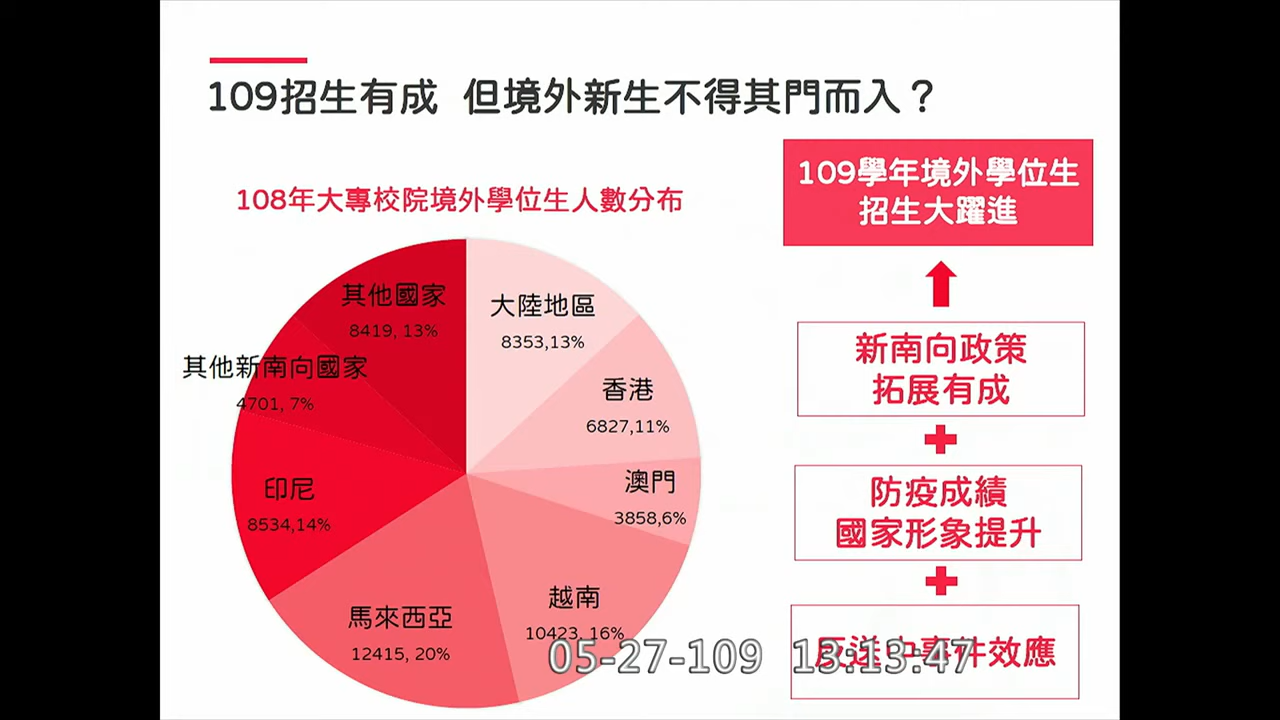 109招生有成 但境外新生不得其門而入？
108年大專校院境外學位生人數分布
其他國家
8419, 13%
大陸地區
8353,13%
其他新南向國家
4701, 7%
香港
6827,11%
澳門
3858,6%
印尼
8534,14%
越南
10423, 16%
馬來西亞
12415, 20%
109學年境外學位生
招生大躍進
新南向政策
拓展有成
防疫成績
國家形象提升
反送中事件效應
05-27-109 13:13:47